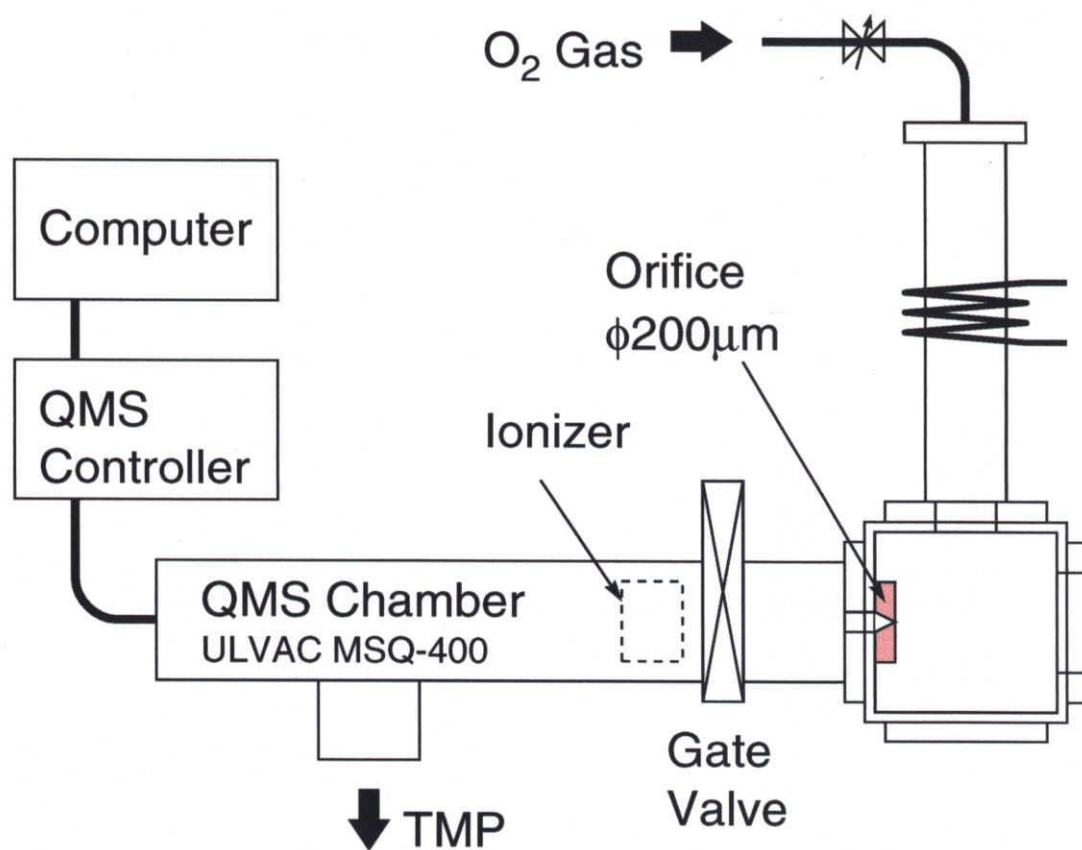 O₂ Gas
Computer
Orifice
φ200μm
QMS
Controller
Ionizer
QMS Chamber
ULVAC MSQ-400
Gate
Valve
TMP